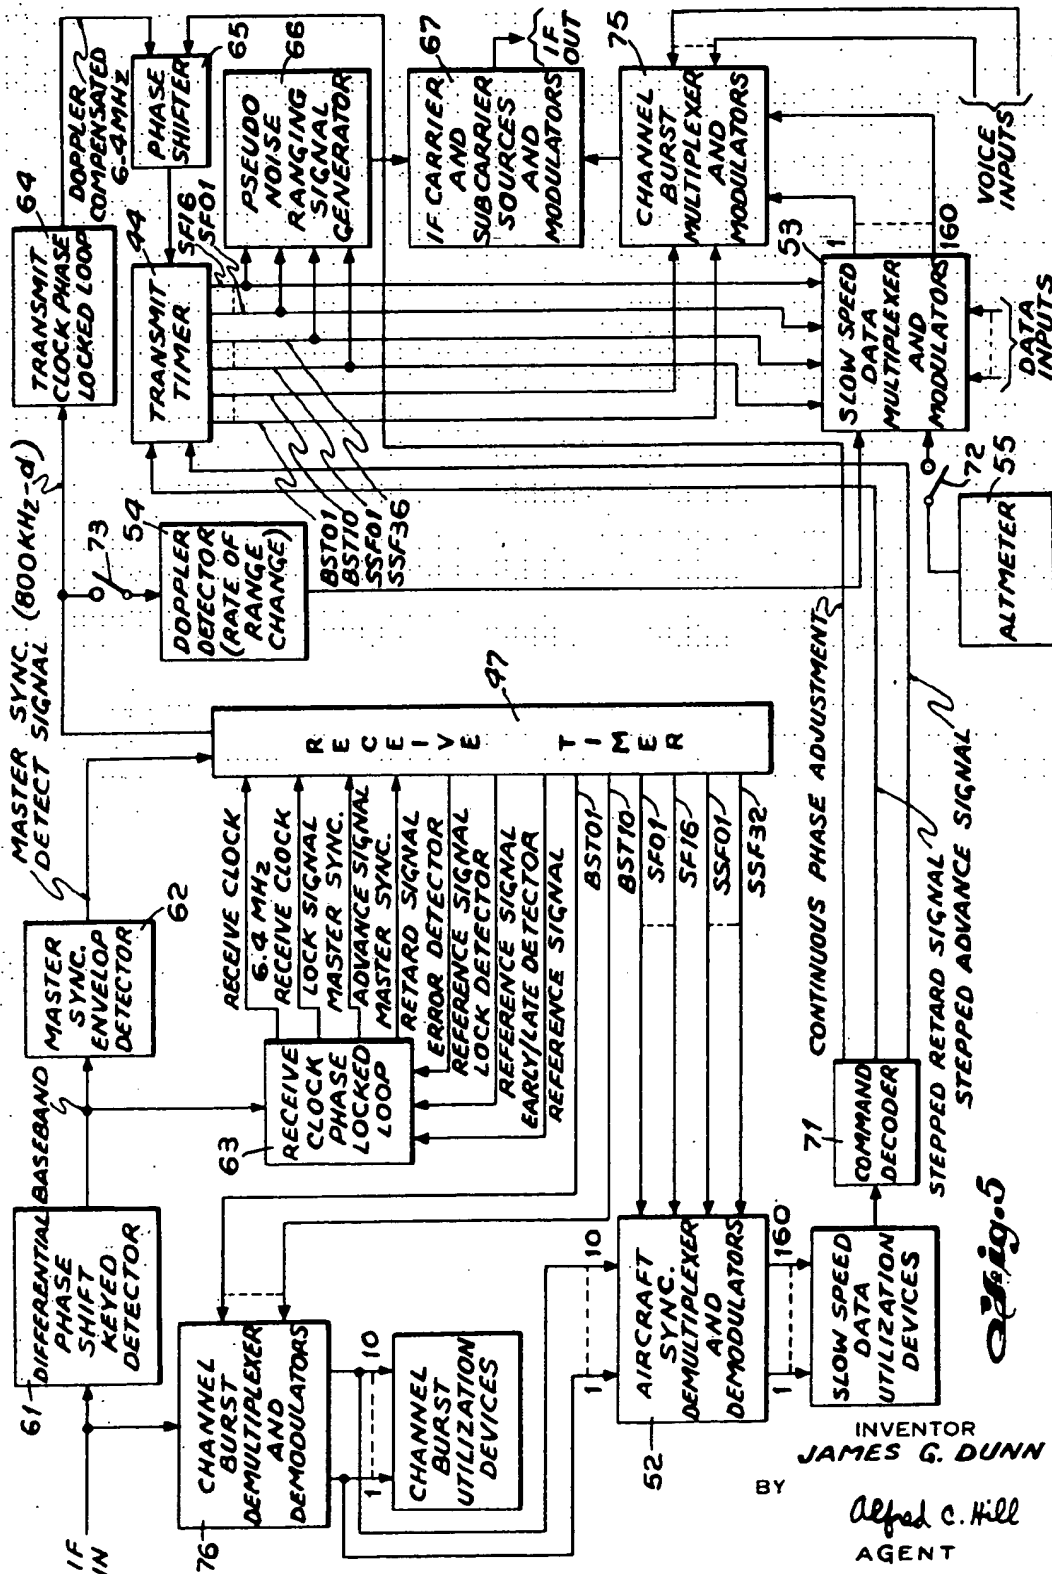 IF
IN
61
DIFFERENTIAL
PHASE
SHIFT
KEYED
DETECTOR
BASEBAND
MASTER
SYNC.
ENVELOP
DETECTOR
62
MASTER SYNC.
DETECT SIGNAL
(800KHz-d)
TRANSMIT
CLOCK PHASE
LOCKED LOOP
64
DOPPLER
COMPENSATED
6.4MHz
PHASE
SHIFTER
65
TRANSMIT
TIMER
44
SF16
SF01
PSEUDO
NOISE
RANGING
SIGNAL
GENERATOR
66
IF CARRIER
AND
SUBCARRIER
SOURCES
AND
MODULATORS
67
IF
OUT
CHANNEL
BURST
MULTIPLEXER
AND
MODULATORS
75
VOICE
INPUTS
73
DOPPLER
DETECTOR
(RATE OF
RANGE
CHANGE)
54
BST01
BST10
SSF01
SSF36
SLOW SPEED
DATA
MULTIPLEXER
AND
MODULATORS
53
1
160
DATA
INPUTS
72
ALTMETER
55
63
RECEIVE
CLOCK
PHASE
LOCKED
LOOP
RECEIVE CLOCK
6.4 MHz
RECEIVE CLOCK
LOCK SIGNAL
MASTER SYNC.
ADVANCE SIGNAL
MASTER SYNC.
RETARD SIGNAL
ERROR DETECTOR
REFERENCE SIGNAL
LOCK DETECTOR
REFERENCE SIGNAL
EARLY/LATE DETECTOR
REFERENCE SIGNAL
BST01
BST10
SF01
SF16
SSF01
SSF32
RECEIVE TIMER
47
76
CHANNEL
BURST
DEMULTIPLEXER
AND
DEMODULATORS
1
10
CHANNEL
BURST
UTILIZATION
DEVICES
52
AIRCRAFT
SYNC.
DEMULTIPLEXER
AND
DEMODULATORS
1
10
1
160
SLOW SPEED
DATA
UTILIZATION
DEVICES
71
COMMAND
DECODER
CONTINUOUS PHASE ADJUSTMENT
STEPPED RETARD SIGNAL
STEPPED ADVANCE SIGNAL
Fig.5
INVENTOR
JAMES G. DUNN
BY
Alfred C. Hill
AGENT